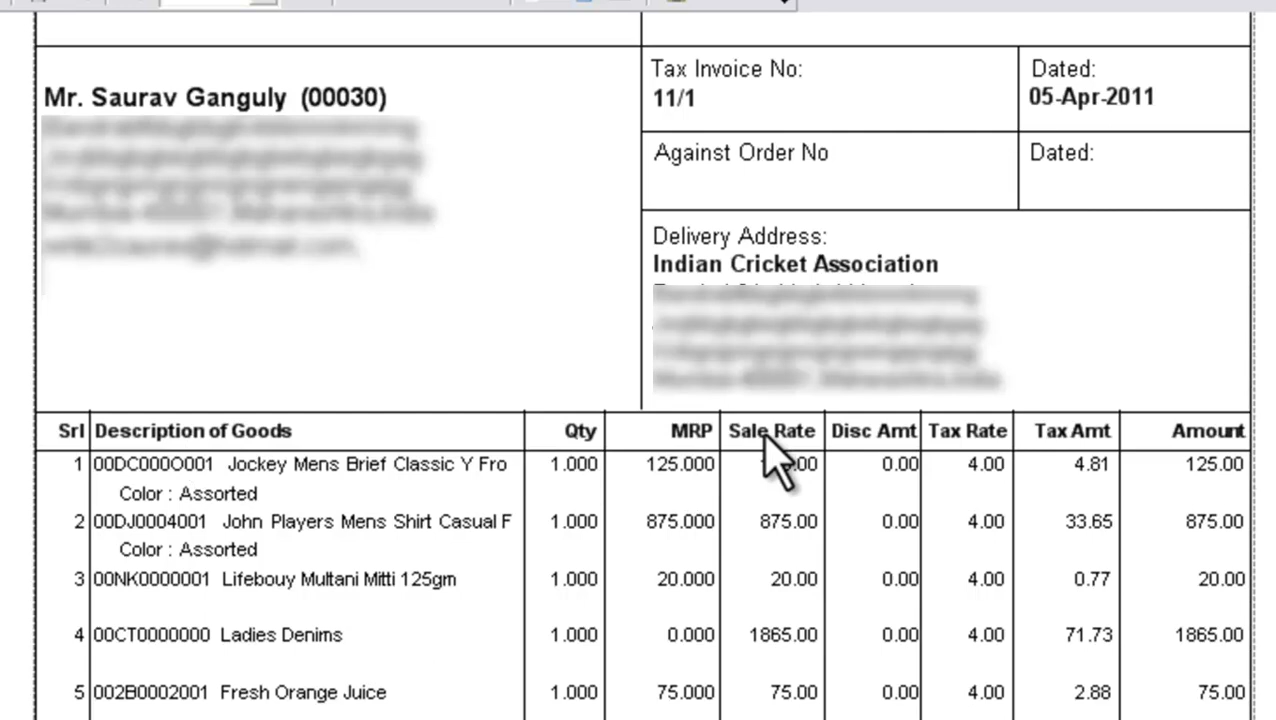 Mr. Saurav Ganguly (00030)
Tax Invoice No:
11/1
Dated:
05-Apr-2011
Against Order No
Dated:
Delivery Address:
Indian Cricket Association
Srl Description of Goods Qty MRP Sale Rate Disc Amt Tax Rate Tax Amt Amount
1 00DC0000001 Jockey Mens Brief Classic Y Fro 1.000 125.000 .00 0.00 4.00 4.81 125.00
Color : Assorted
2 00DJ0004001 John Players Mens Shirt Casual F 1.000 875.000 875.00 0.00 4.00 33.65 875.00
Color : Assorted
3 00NK0000001 Lifebouy Multani Mitti 125gm 1.000 20.000 20.00 0.00 4.00 0.77 20.00
4 00CT0000000 Ladies Denims 1.000 0.000 1865.00 0.00 4.00 71.73 1865.00
5 002B0002001 Fresh Orange Juice 1.000 75.000 75.00 0.00 4.00 2.88 75.00